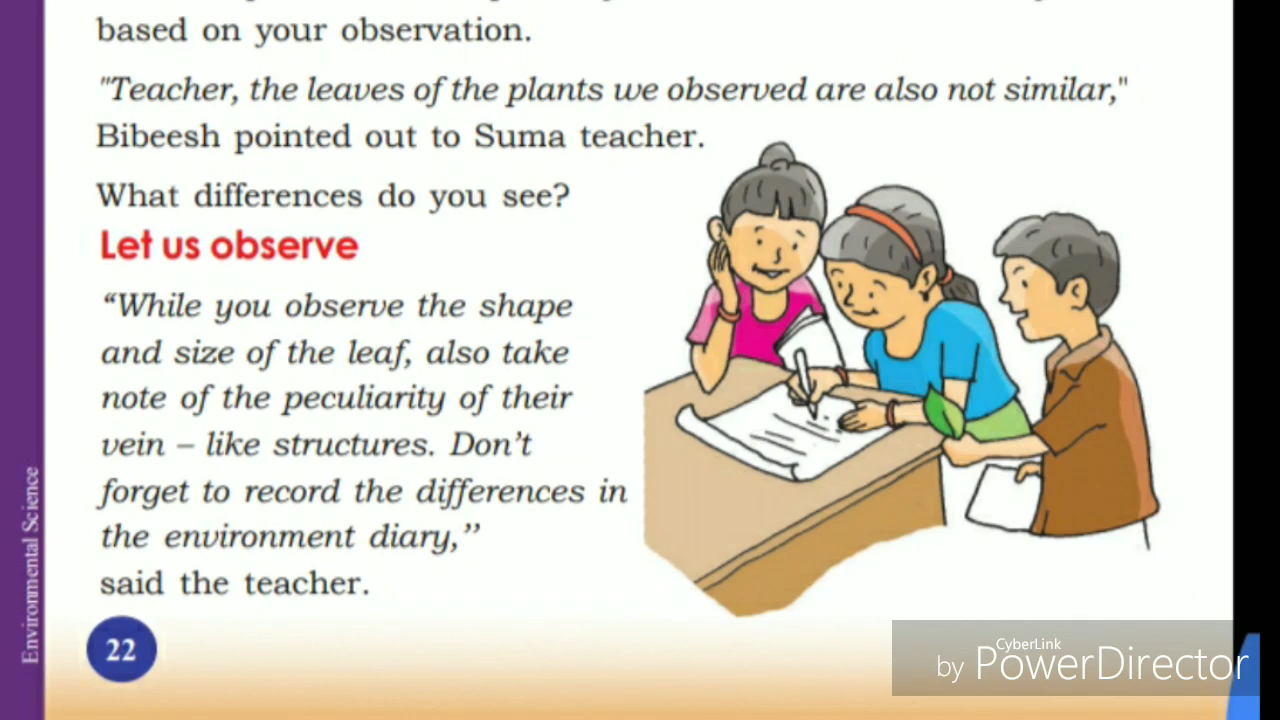 based on your observation.
"Teacher, the leaves of the plants we observed are also not similar,"
Bibeesh pointed out to Suma teacher.
What differences do you see?
Let us observe
“While you observe the shape
and size of the leaf, also take
note of the peculiarity of their
vein – like structures. Don’t
forget to record the differences in
the environment diary,’’
said the teacher.
Environmental Science
22
CyberLink
by PowerDirector